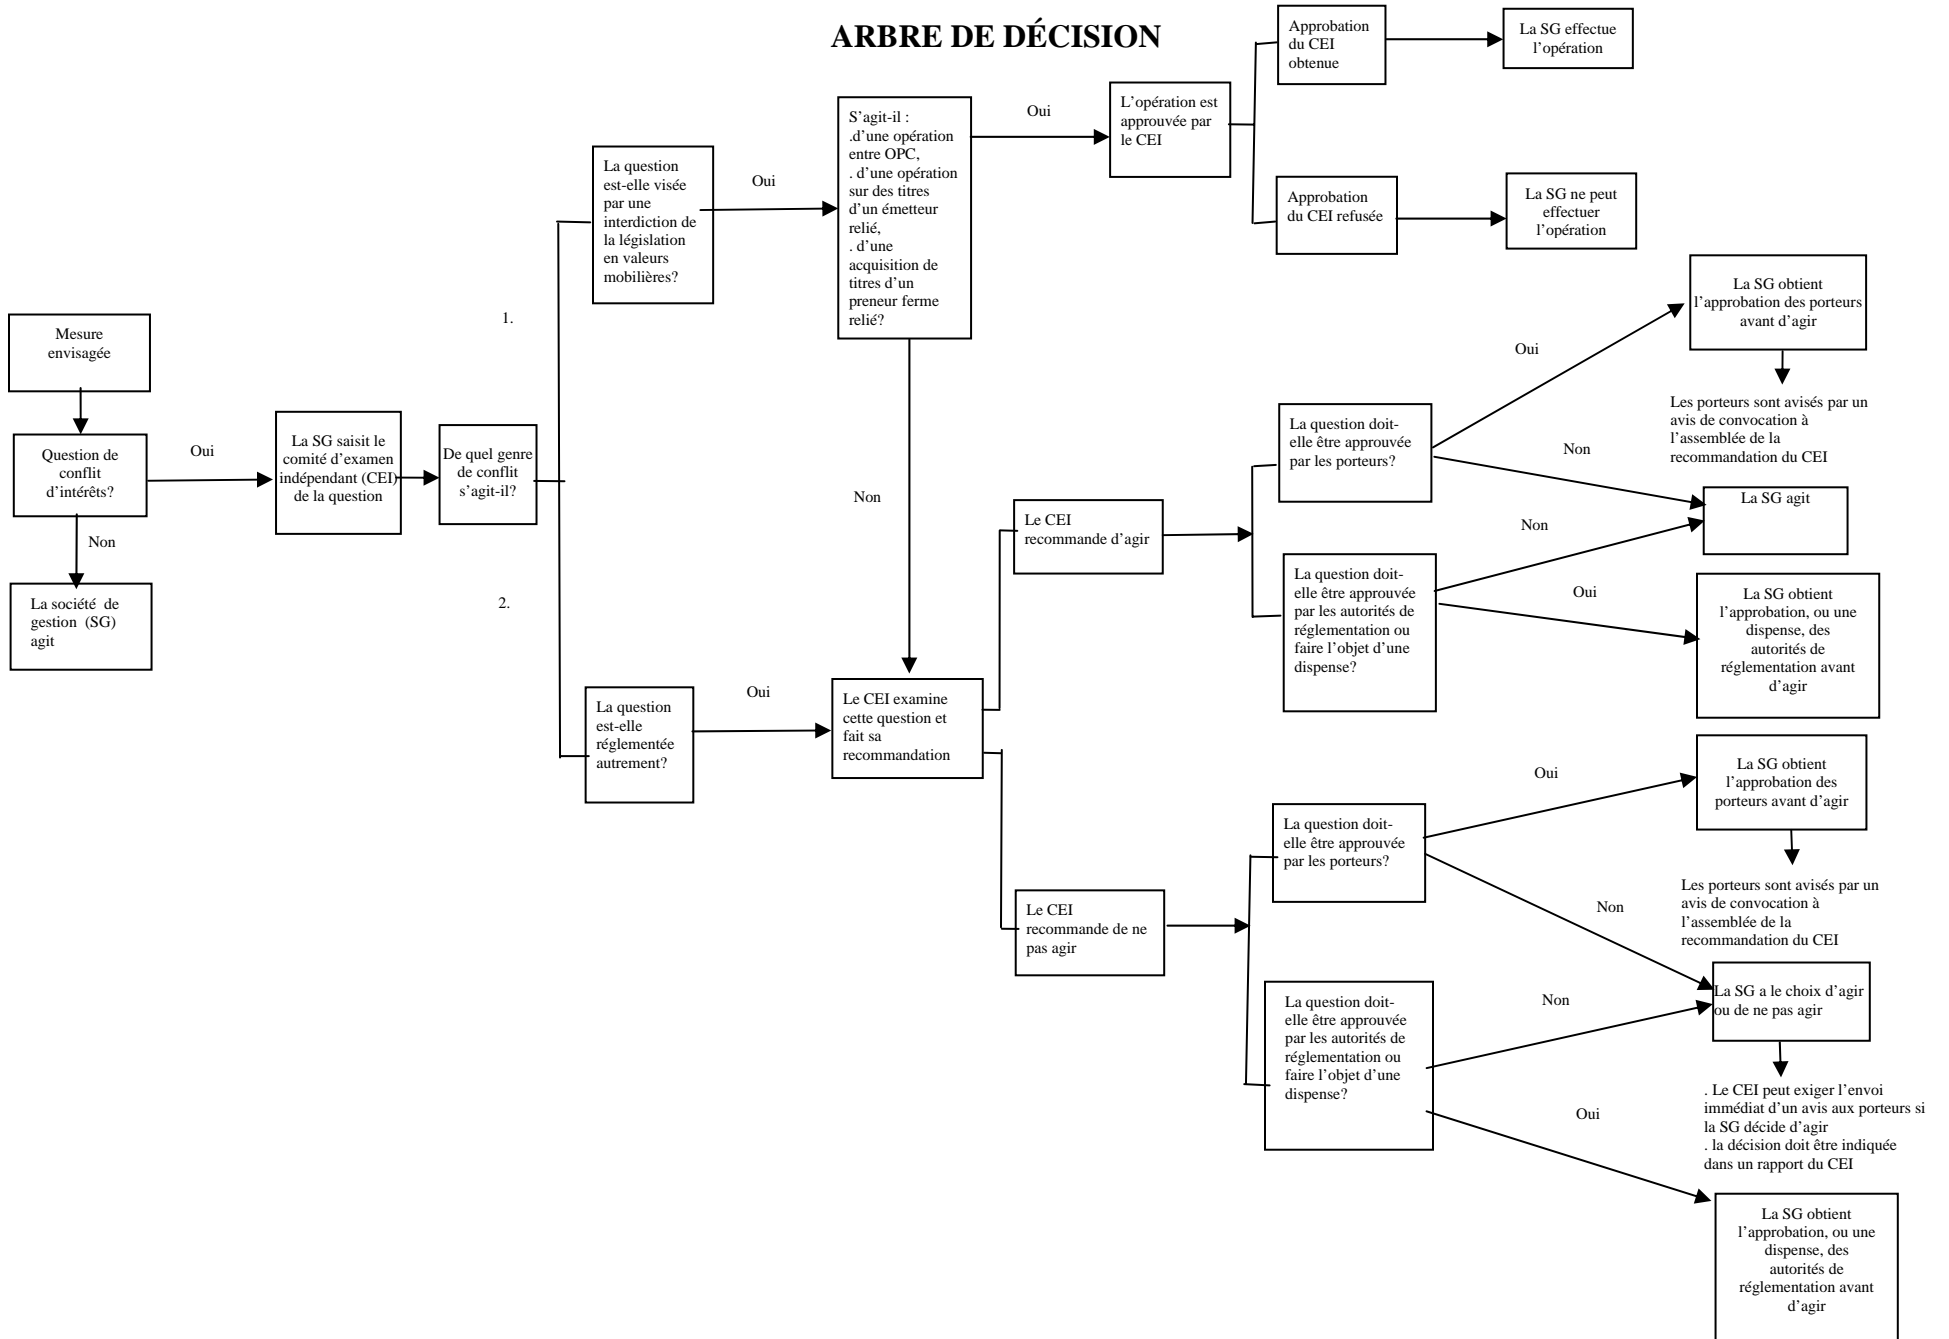 ARBRE DE DÉCISION
Mesure
envisagée
Question de
conflit
d’intérêts?
Oui
Non
La société de
gestion (SG)
agit
La SG saisit le
comité d’examen
indépendant (CEI)
de la question
De quel genre
de conflit
s’agit-il?
1.
La question
est-elle visée
par une
interdiction de
la législation
en valeurs
mobilières?
Oui
S’agit-il :
.d’une opération
entre OPC,
. d’une opération
sur des titres
d’un émetteur
relié,
. d’une
acquisition de
titres d’un
preneur ferme
relié?
Oui
L’opération est
approuvée par
le CEI
Approbation
du CEI
obtenue
La SG effectue
l’opération
Approbation
du CEI refusée
La SG ne peut
effectuer
l’opération
Non
2.
La question
est-elle
réglementée
autrement?
Oui
Le CEI examine
cette question et
fait sa
recommandation
Le CEI
recommande d’agir
La question doit-
elle être approuvée
par les porteurs?
Oui
La SG obtient
l’approbation des porteurs
avant d’agir
Les porteurs sont avisés par un
avis de convocation à
l’assemblée de la
recommandation du CEI
Non
La SG agit
Non
La question doit-
elle être approuvée
par les autorités de
réglementation ou
faire l’objet d’une
dispense?
Oui
La SG obtient
l’approbation, ou une
dispense, des
autorités de
réglementation avant
d’agir
Le CEI
recommande de ne
pas agir
La question doit-
elle être approuvée
par les porteurs?
Oui
La SG obtient
l’approbation des
porteurs avant d’agir
Les porteurs sont avisés par un
avis de convocation à
l’assemblée de la
recommandation du CEI
Non
La SG a le choix d’agir
ou de ne pas agir
. Le CEI peut exiger l’envoi
immédiat d’un avis aux porteurs si
la SG décide d’agir
. la décision doit être indiquée
dans un rapport du CEI
La question doit-
elle être approuvée
par les autorités de
réglementation ou
faire l’objet d’une
dispense?
Non
Oui
La SG obtient
l’approbation, ou une
dispense, des
autorités de
réglementation avant
d’agir